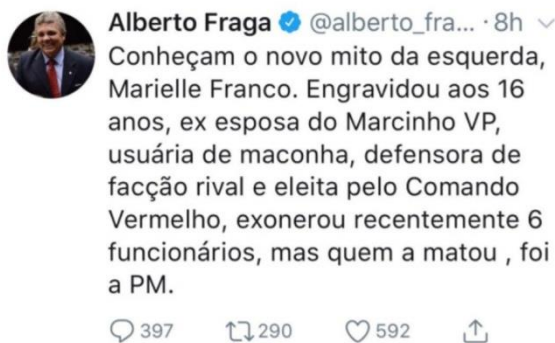 Alberto Fraga @alberto_fra... · 8h
Conheçam o novo mito da esquerda,
Marielle Franco. Engravidou aos 16
anos, ex esposa do Marcinho VP,
usuária de maconha, defensora de
facção rival e eleita pelo Comando
Vermelho, exonerou recentemente 6
funcionários, mas quem a matou , foi
a PM.
397 290 592